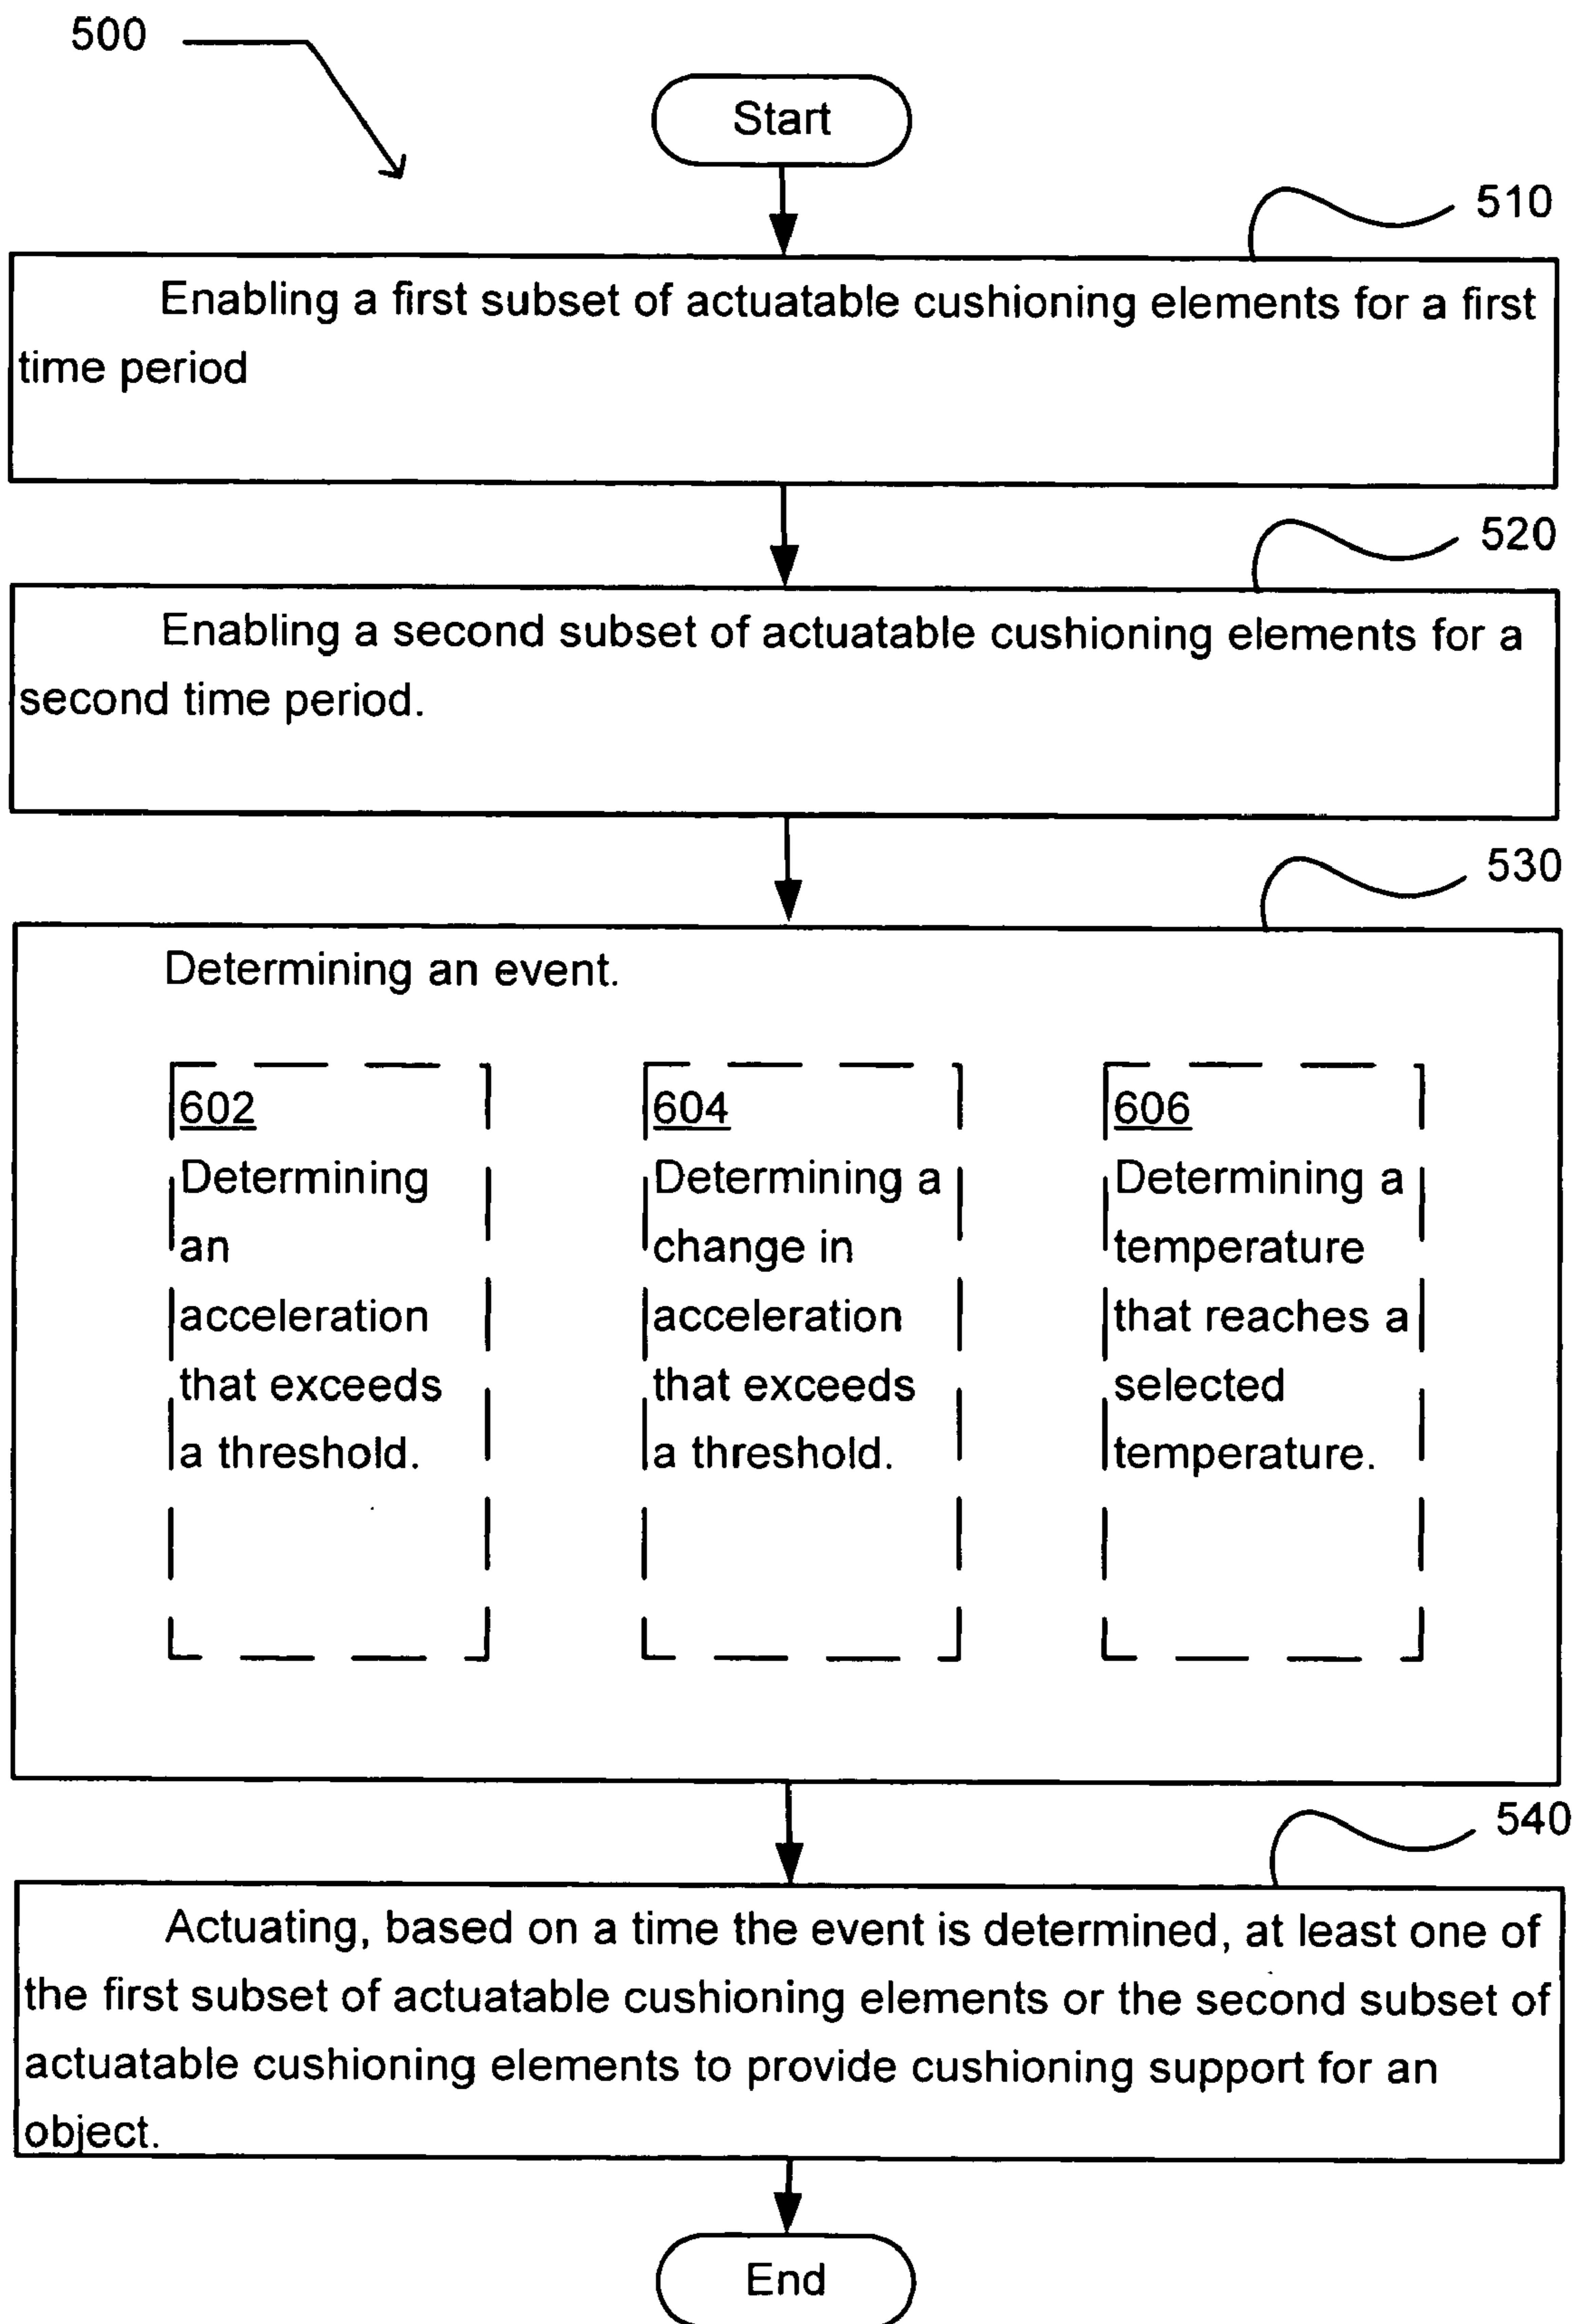 500
Start
510
Enabling a first subset of actuatable cushioning elements for a first
time period
520
Enabling a second subset of actuatable cushioning elements for a
second time period.
530
Determining an event.
602
Determining
an
acceleration
that exceeds
a threshold.
604
Determining a
change in
acceleration
that exceeds
a threshold.
606
Determining a
temperature
that reaches a
selected
temperature.
540
Actuating, based on a time the event is determined, at least one of
the first subset of actuatable cushioning elements or the second subset of
actuatable cushioning elements to provide cushioning support for an
object.
End